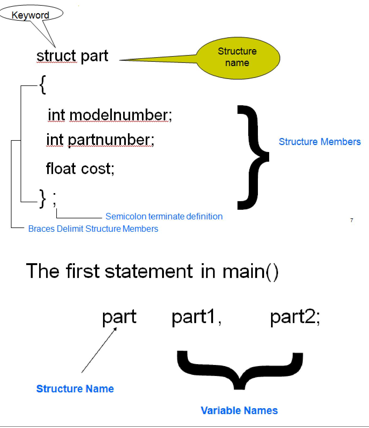 Keyword
struct part
Structure
name
{
int modelnumber;
int partnumber;
Structure Members
float cost;
} ;
Semicolon terminate definition
Braces Delimit Structure Members
7
The first statement in main()
part part1, part2;
Structure Name
Variable Names